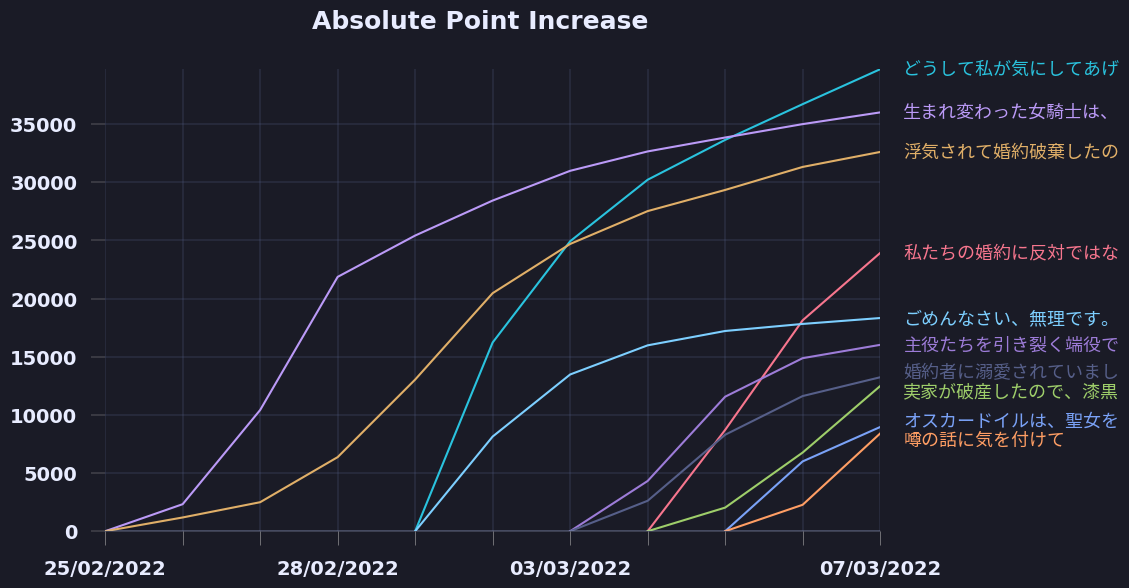 Absolute Point Increase
どうして私が気にしてあげ
生まれ変わった女騎士は、
35000
浮気されて婚約破棄したの
30000
25000
私たちの婚約に反対ではな
20000
ごめんなさい、無理です。
15000
主役たちを引き裂く端役で
婚約者に溺愛されていまし
実家が破産したので、漆黒
10000
オスカードイルは、聖女を
噂の話に気を付けて
5000
0
25/02/2022 28/02/2022 03/03/2022 07/03/2022